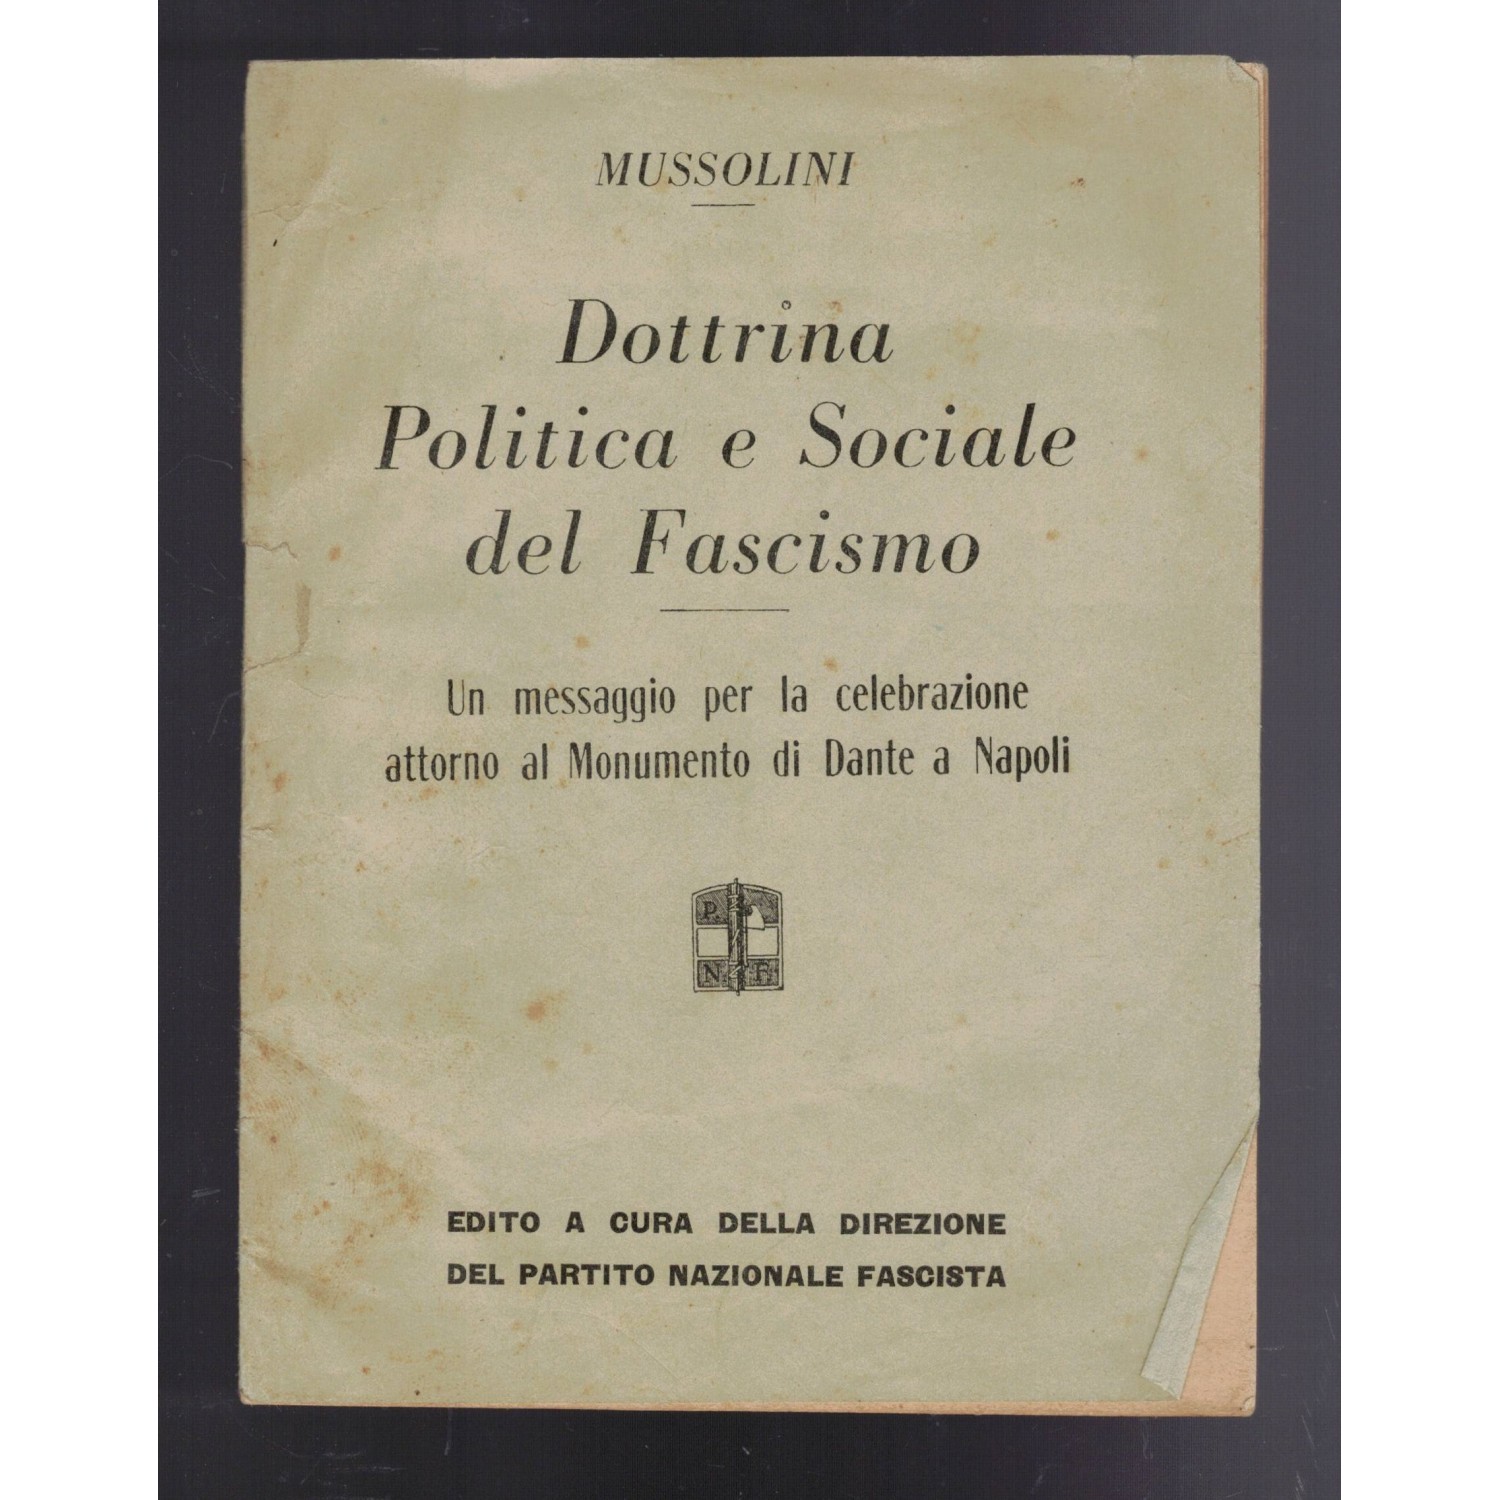 MUSSOLINI
Dottrina
Politica e Sociale
del Fascismo
Un messaggio per la celebrazione
attorno al Monumento di Dante a Napoli
P.
N. F.
EDITO A CURA DELLA DIREZIONE
DEL PARTITO NAZIONALE FASCISTA